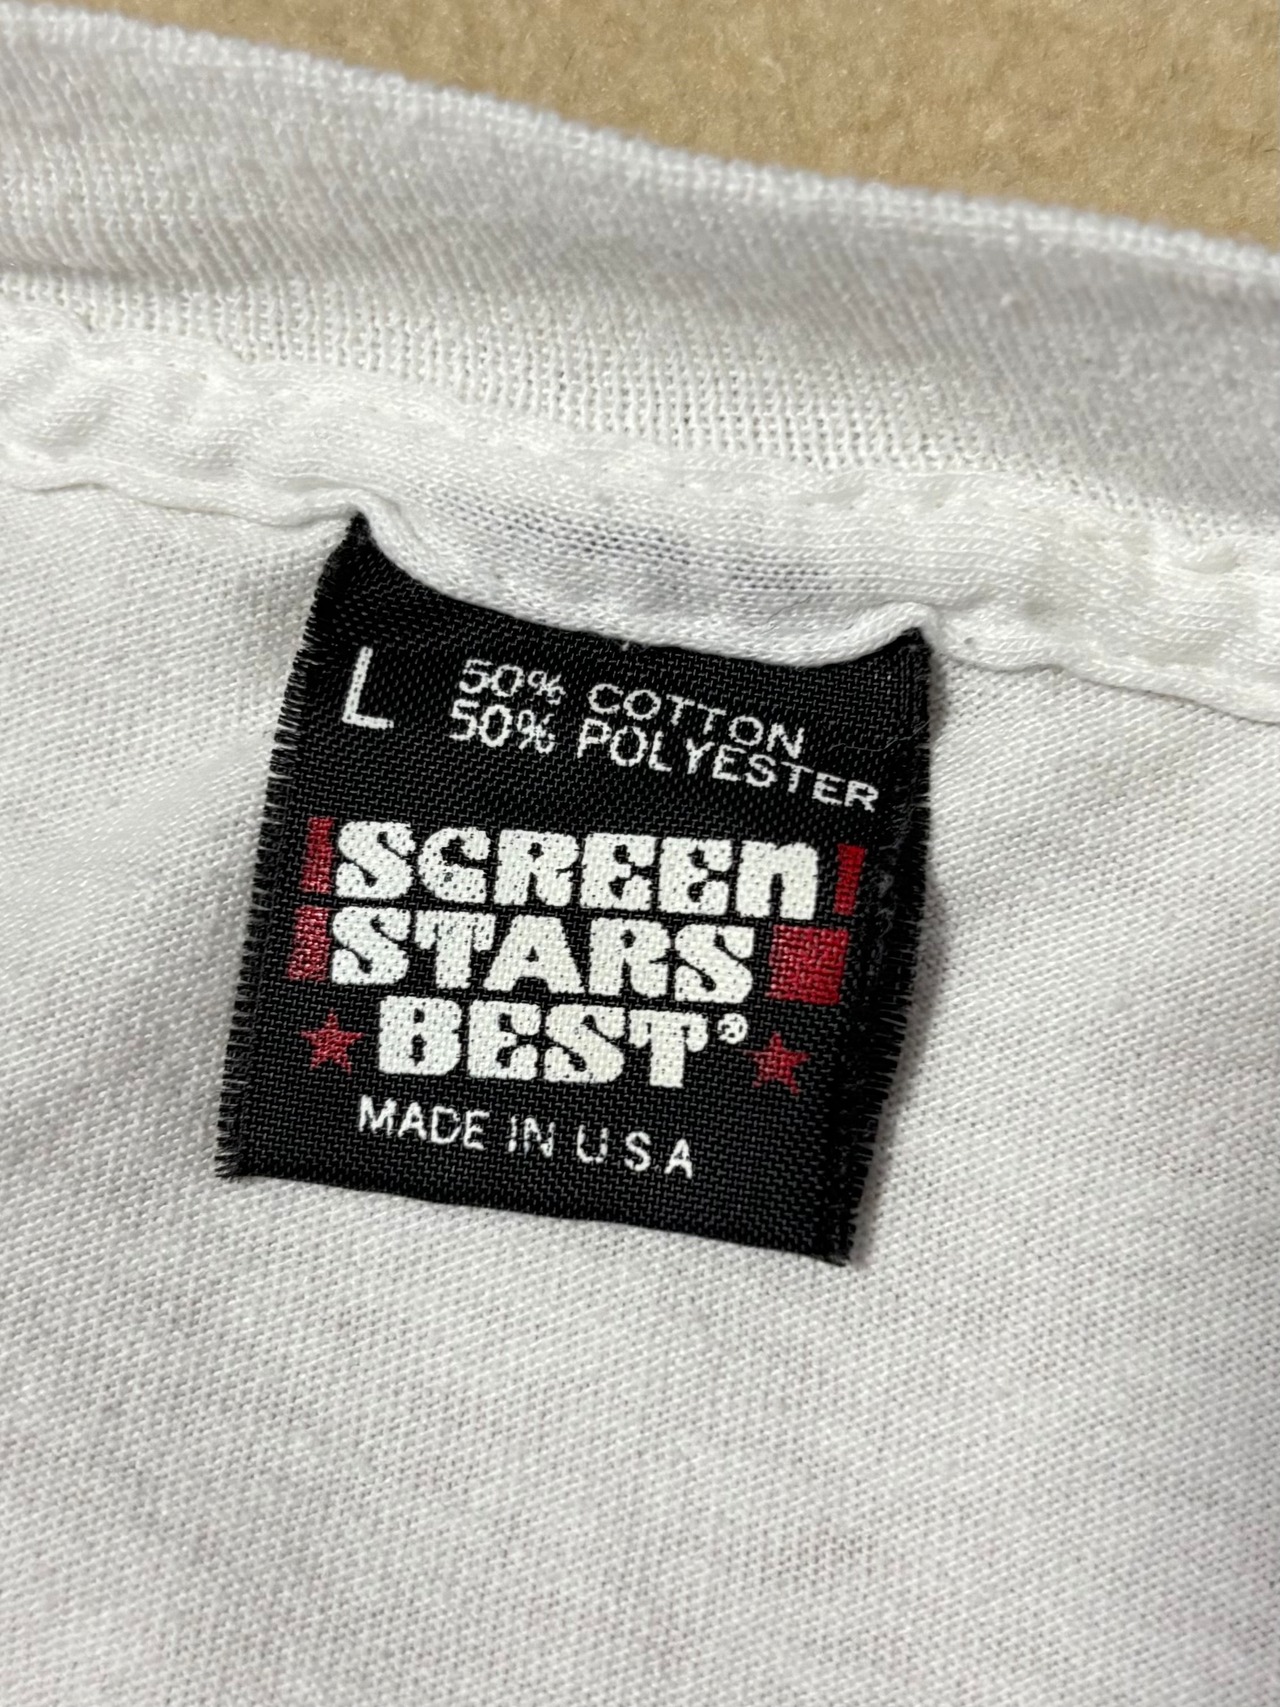 L 50% COTTON
50% POLYESTER
SCREEN
STARS
BEST®
MADE IN U S A